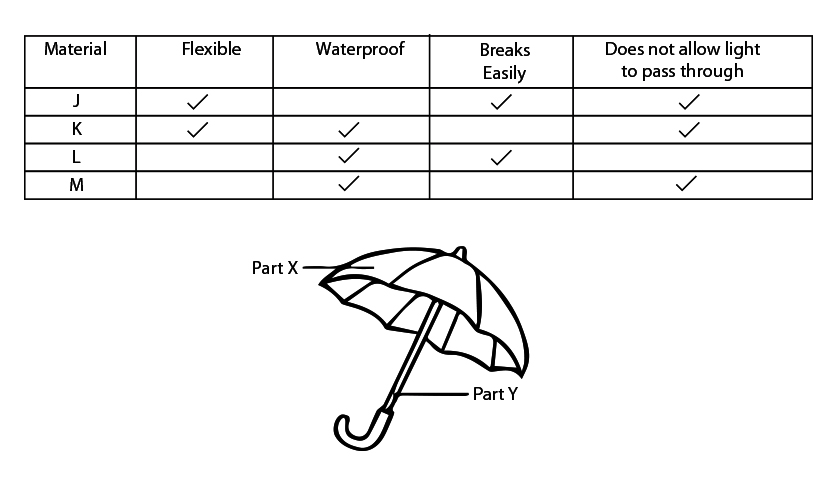 Material Flexible Waterproof Breaks Easily Does not allow light to pass through
J ✓ ✓ ✓
K ✓ ✓ ✓
L ✓ ✓
M ✓ ✓
Part X
Part Y